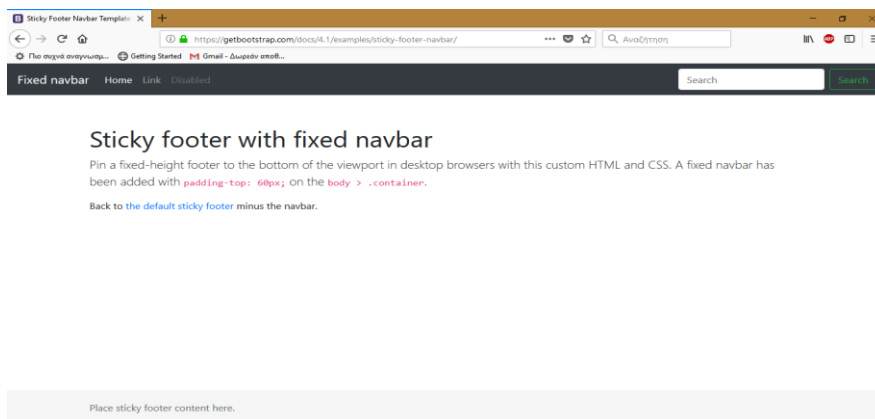 Sticky Footer Navbar Template
https://getbootstrap.com/docs/4.1/examples/sticky-footer-navbar/
Αναζήτηση
Πιο συχνά αναγνωσμ... Getting Started Gmail - Δωρεάν αποθ...
Fixed navbar Home Link Disabled Search Search
Sticky footer with fixed navbar
Pin a fixed-height footer to the bottom of the viewport in desktop browsers with this custom HTML and CSS. A fixed navbar has
been added with padding-top: 60px; on the body > .container.
Back to the default sticky footer minus the navbar.
Place sticky footer content here.